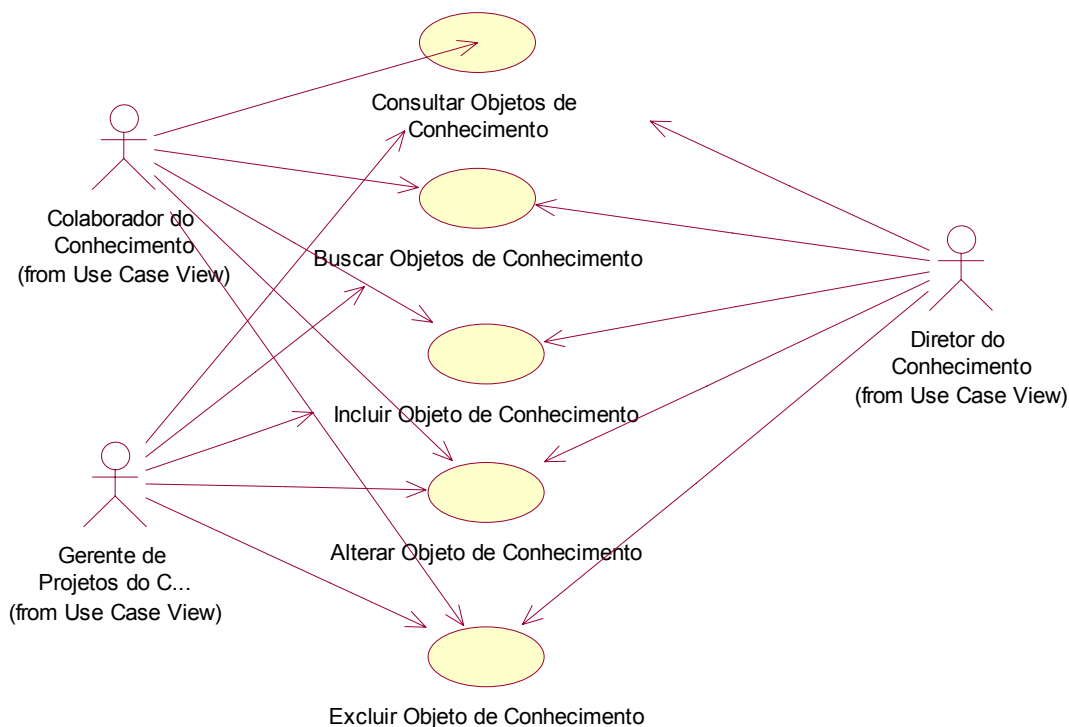 Consultar Objetos de
Conhecimento
Colaborador do
Conhecimento
(from Use Case View)
Buscar Objetos de Conhecimento
Diretor do
Conhecimento
(from Use Case View)
Incluir Objeto de Conhecimento
Alterar Objeto de Conhecimento
Gerente de
Projetos do C...
(from Use Case View)
Excluir Objeto de Conhecimento